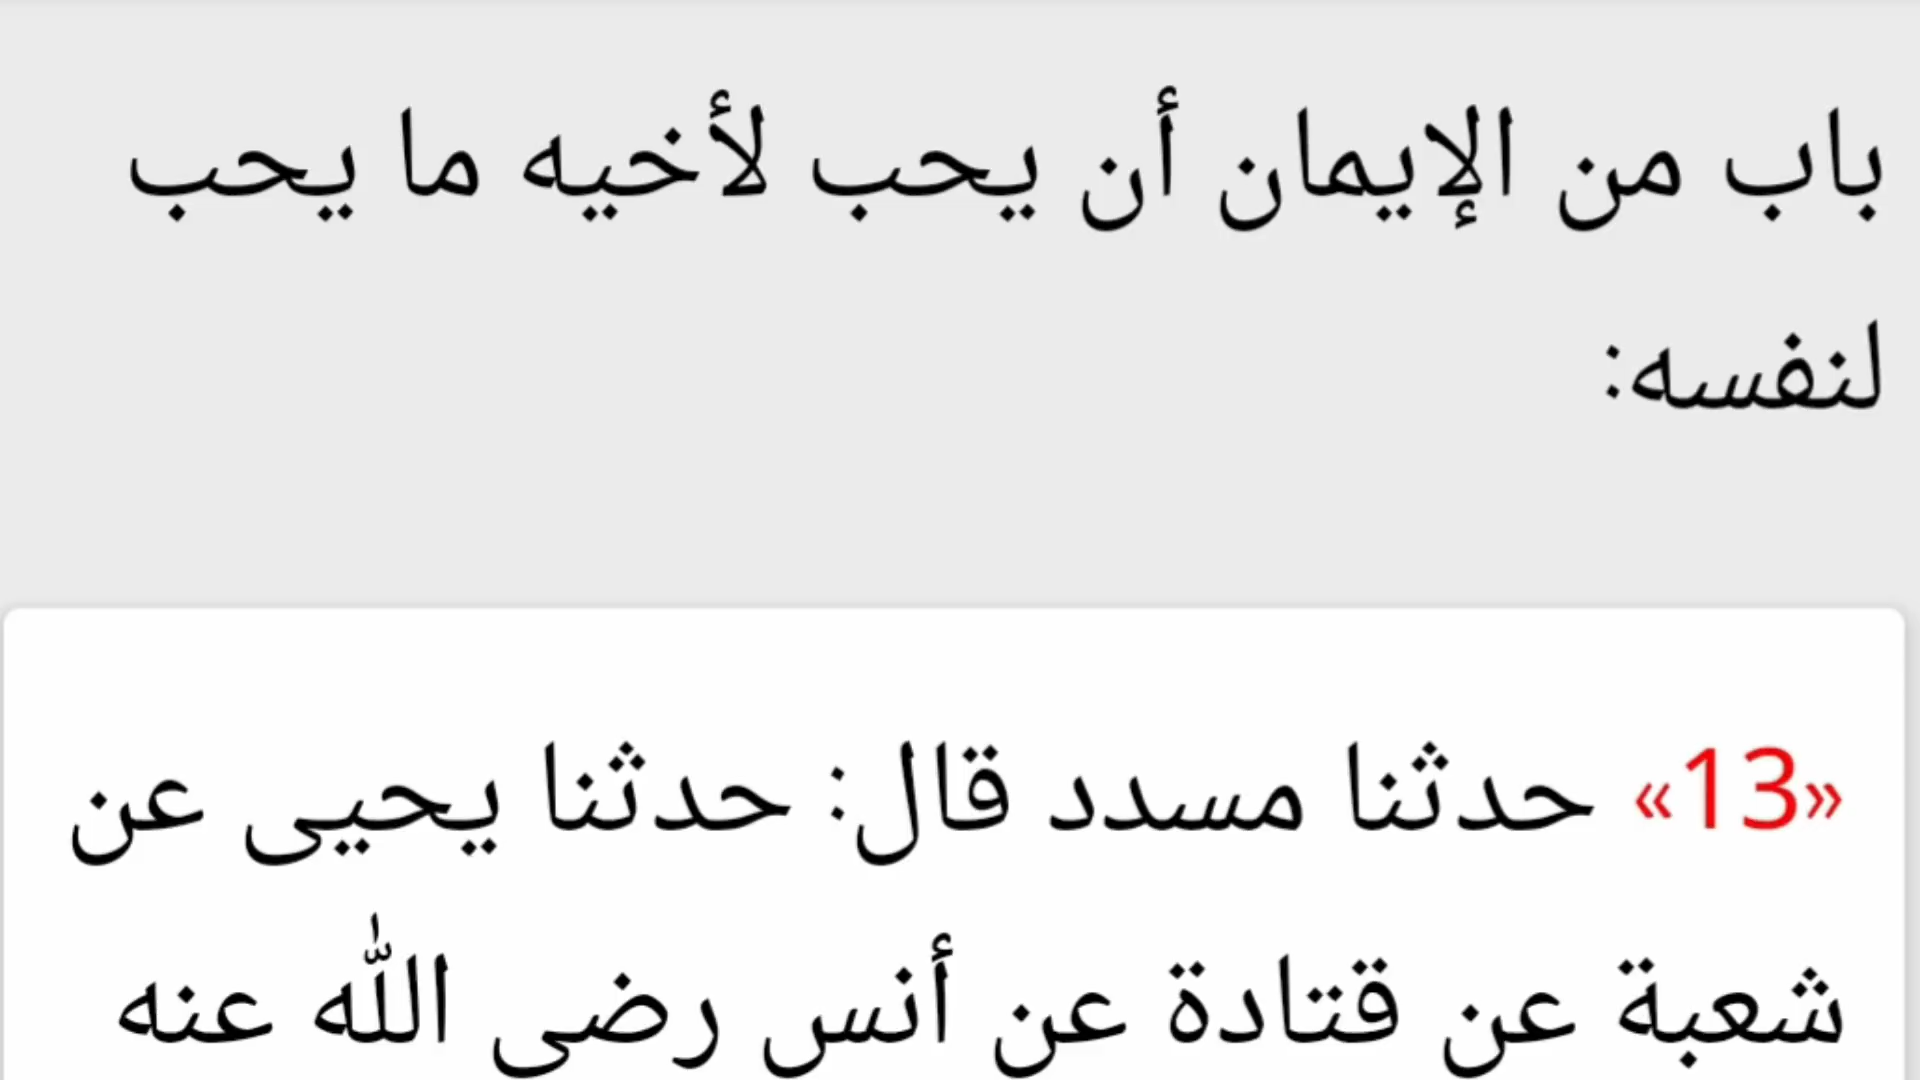 باب من الإيمان أن يحب لأخيه ما يحب
لنفسه:
«13» حدثنا مسدد قال: حدثنا يحيى عن
شعبة عن قتادة عن أنس رضى الله عنه